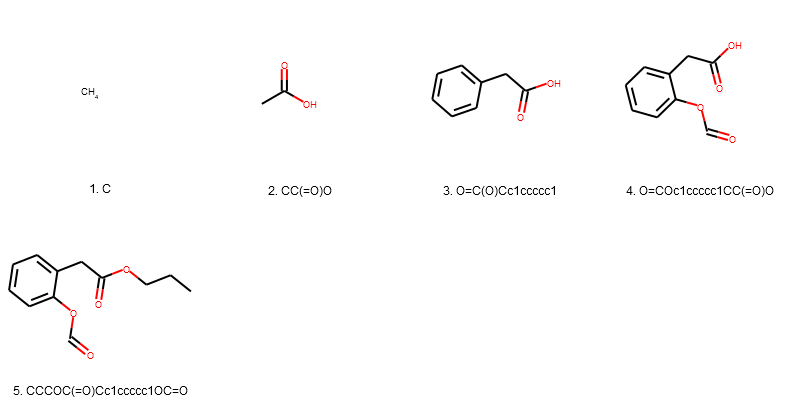 CH4
O
OH
OH
O
OH
O
O
O
1. C
2. CC(=O)O
3. O=C(O)Cc1ccccc1
4. O=COc1ccccc1CC(=O)O
O
O
O
O
5. CCCOC(=O)Cc1ccccc1OC=O